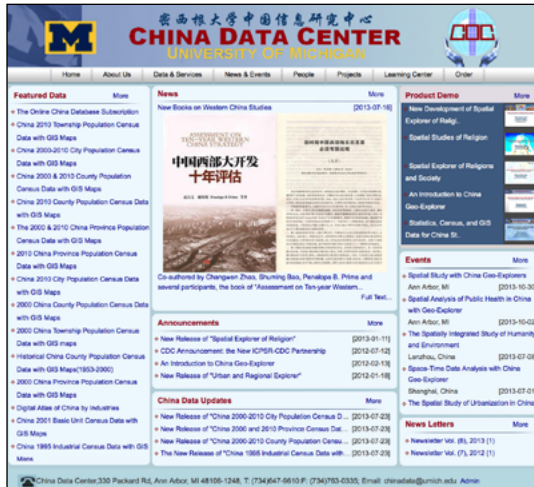 密西根大学中国信息研究中心
CHINA DATA CENTER
UNIVERSITY OF MICHIGAN
M
CDC
Home About Us Data & Services News & Events People Projects Learning Center Order
Featured Data More
The Online China Database Subscription
China 2010 Township Population Census
Data with GIS Maps
China 2000-2010 City Population Census
Data with GIS Maps
China 2000 & 2010 County Population
Census Data with GIS Maps
China 2010 County Population Census Data
with GIS Maps
The 2000 & 2010 China Province Population
Census Data with GIS Maps
2010 China Province Population Census
Data with GIS Maps
China 2010 City Population Census Data
with GIS Maps
2000 China County Population Census Data
with GIS Maps
2000 China Township Population Census
Data with GIS maps
Historical China County Population Census
Data with GIS Maps(1953-2000)
2000 China Province Population Census
Data with GIS Maps
Digital Atlas of China by Industries
China 2001 Basic Unit Census Data with
GIS Maps
China 1995 Industrial Census Data with GIS
Maps
News More
New Books on Western China Studies [2013-07-16]
ASSESSMENT ON
TEN-YEAR WESTERN
CHINA STRATEGY
中国西部大开发
十年评估
Co-authored by Changwen Zhao, Shuming Bao, Penelope B. Prime and
several participants, the book of "Assessment on Ten-year Western...
Full Text...
Announcements More
New Release of "Spatial Explorer of Religion" [2013-01-11]
CDC Announcement: the New ICPSR-CDC Partnership [2012-07-12]
An Introduction to China Geo-Explorer [2012-02-13]
New Release of "Urban and Regional Explorer" [2012-01-18]
China Data Updates More
New Release of "China 2000-2010 City Population Census D... [2013-07-23]
New Release of "China 2000 and 2010 Province Census Dat... [2013-07-23]
New Release of "China 2000-2010 County Population Censu... [2013-07-23]
The New Release of "China 1995 Industrial Census Data with... [2013-07-23]
Product Demo More
New Development of Spatial
Explorer of Religi..
Spatial Studies of Religion
Spatial Explorer of Religions
and Society
An Introduction to China
Geo-Explorer
Statistics, Census, and GIS
Data for China St..
Events More
Spatial Study with China Geo-Explorers
Ann Arbor, MI [2013-10-30
Spatial Analysis of Public Health in China
with Geo-Explorer
Ann Arbor, MI [2013-10-02
The Spatially Integrated Study of Humanity
and Environment
Lanzhou, China [2013-07-08
Space-Time Data Analysis with China
Geo-Explorer
Shanghai, China [2013-07-01
The Spatial Study of Urbanization in China
News Letters More
Newsletter Vol. (8), 2013 (1)
Newsletter Vol. (7), 2012 (1)
China Data Center,330 Packard Rd, Ann Arbor, MI 48106-1248, T: (734)647-9610 F: (734)763-0335; Email: chinadata@umich.edu Admin